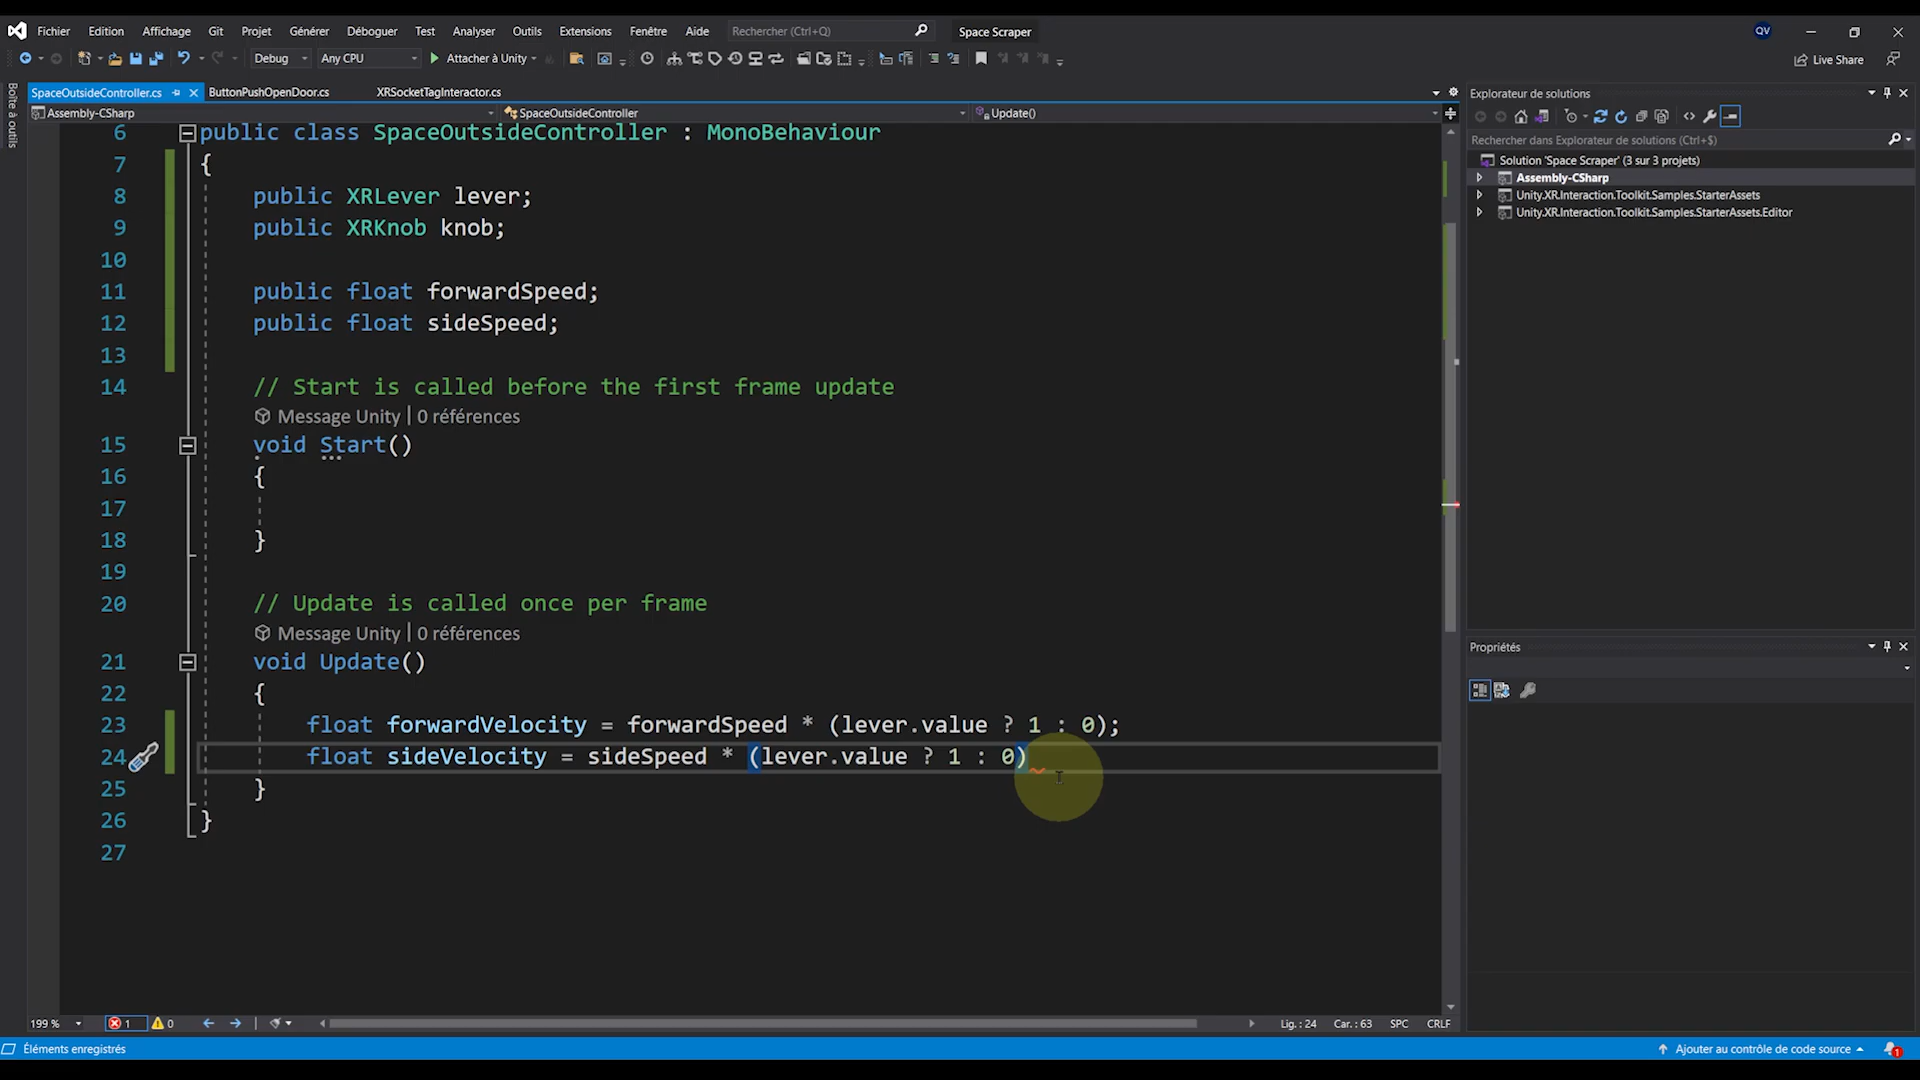 Fichier Edition Affichage Git Projet Générer Déboguer Test Analyser Outils Extensions Fenêtre Aide Rechercher (Ctrl+Q) Space Scraper QV
Debug Any CPU Attacher à Unity Live Share
Boîte à outils
SpaceOutsideController.cs ButtonPushOpenDoor.cs XRSocketTagInteractor.cs
Assembly-CSharp SpaceOutsideController Update()
6 public class SpaceOutsideController : MonoBehaviour
7 {
8 public XRLever lever;
9 public XRKnob knob;
10
11 public float forwardSpeed;
12 public float sideSpeed;
13
14 // Start is called before the first frame update
Message Unity | 0 références
15 void Start()
16 {
17
18 }
19
20 // Update is called once per frame
Message Unity | 0 références
21 void Update()
22 {
23 float forwardVelocity = forwardSpeed * (lever.value ? 1 : 0);
24 float sideVelocity = sideSpeed * (lever.value ? 1 : 0)
25 }
26 }
27
199 % 1 0 Lig. : 24 Car. : 63 SPC CRLF
Explorateur de solutions
Rechercher dans Explorateur de solutions (Ctrl+$)
Solution 'Space Scraper' (3 sur 3 projets)
Assembly-CSharp
Unity.XR.Interaction.Toolkit.Samples.StarterAssets
Unity.XR.Interaction.Toolkit.Samples.StarterAssets.Editor
Propriétés
Éléments enregistrés Ajouter au contrôle de code source 1